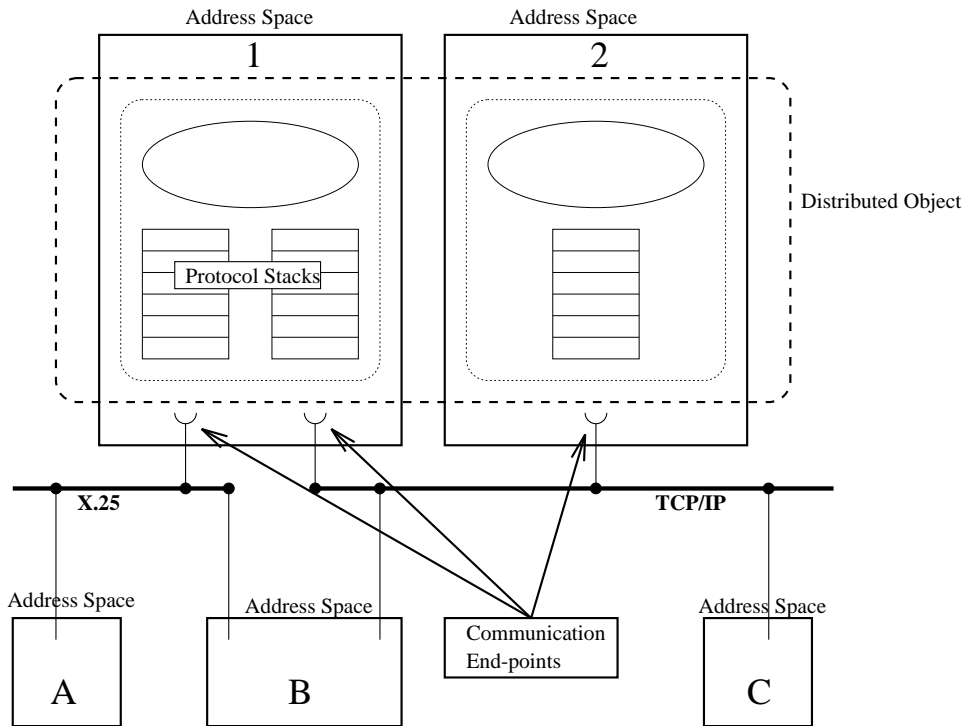 Address Space
Address Space
1
2
Distributed Object
Protocol Stacks
X.25
TCP/IP
Address Space
Address Space
Address Space
Communication
End-points
A
B
C